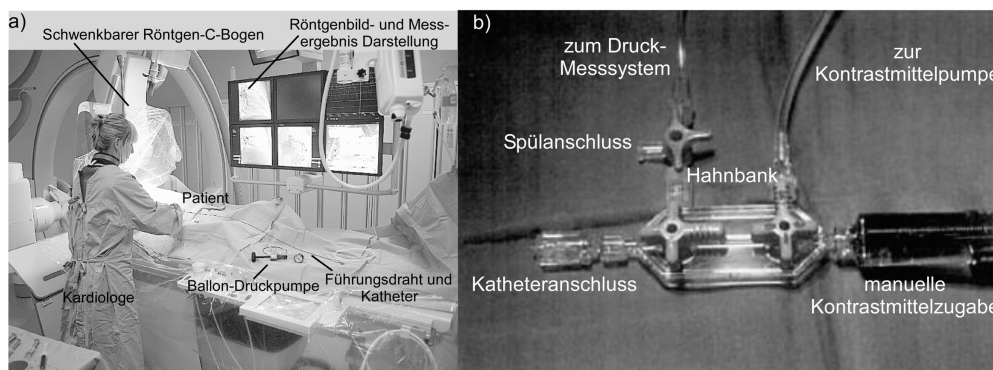 a)
Schwenkbarer Röntgen-C-Bogen
Röntgenbild- und Mess-
ergebnis Darstellung
Patient
Ballon-Druckpumpe
Führungsdraht und
Katheter
Kardiologe
b)
zum Druck-
Messsystem
zur
Kontrastmittelpumpe
Spülanschluss
Hahnbank
Katheteranschluss
manuelle
Kontrastmittelzugabe